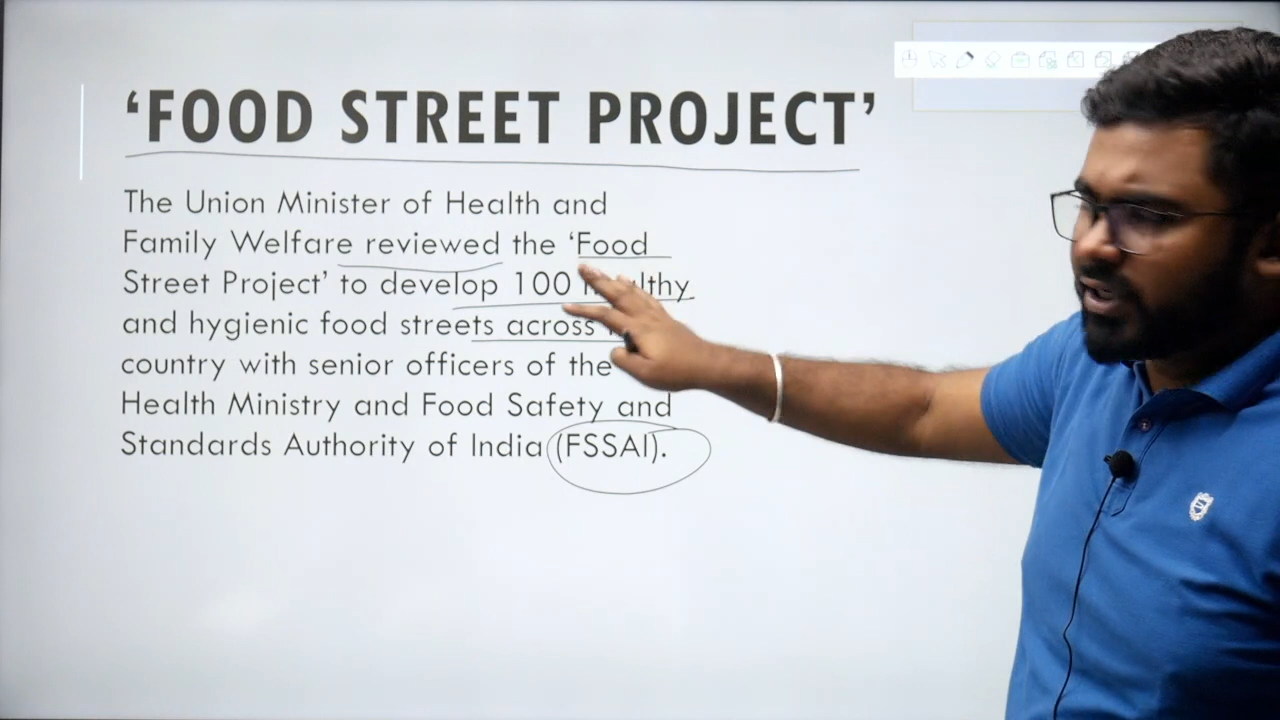 ‘FOOD STREET PROJECT’
The Union Minister of Health and
Family Welfare reviewed the ‘Food
Street Project’ to develop 100
and hygienic food streets across
country with senior officers of the
Health Ministry and Food Safety and
Standards Authority of India (FSSAI).